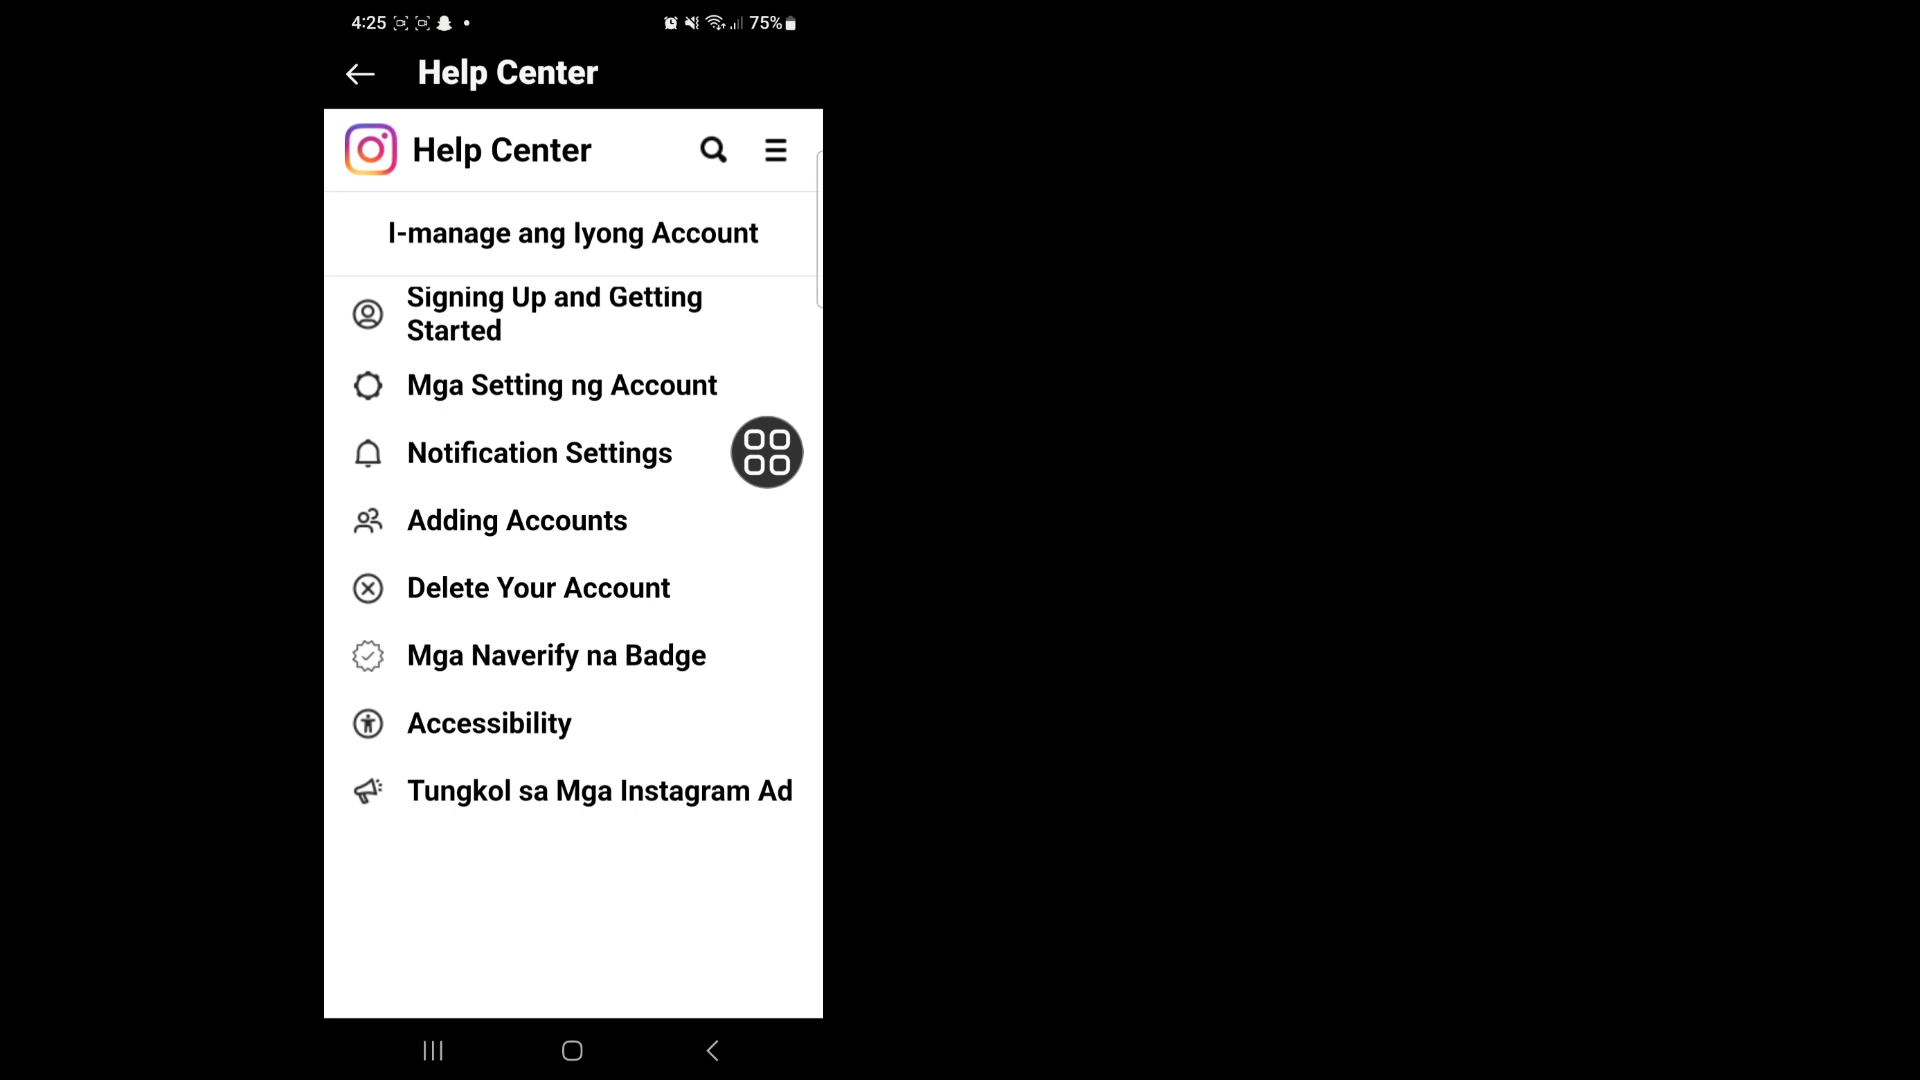 4:25
75%
Help Center
Help Center
I-manage ang Iyong Account
Signing Up and Getting
Started
Mga Setting ng Account
Notification Settings
Adding Accounts
Delete Your Account
Mga Naverify na Badge
Accessibility
Tungkol sa Mga Instagram Ad